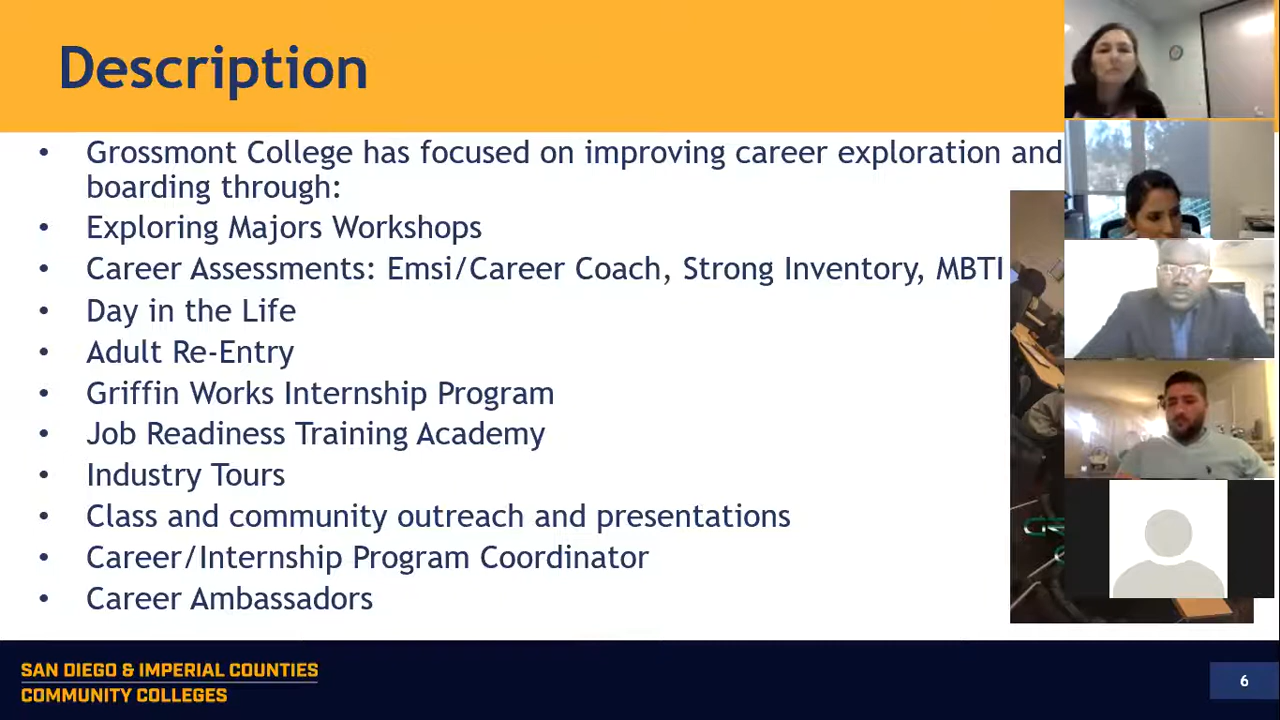 Description
• Grossmont College has focused on improving career exploration and
boarding through:
• Exploring Majors Workshops
• Career Assessments: Emsi/Career Coach, Strong Inventory, MBTI
• Day in the Life
• Adult Re-Entry
• Griffin Works Internship Program
• Job Readiness Training Academy
• Industry Tours
• Class and community outreach and presentations
• Career/Internship Program Coordinator
• Career Ambassadors
SAN DIEGO & IMPERIAL COUNTIES
COMMUNITY COLLEGES
6